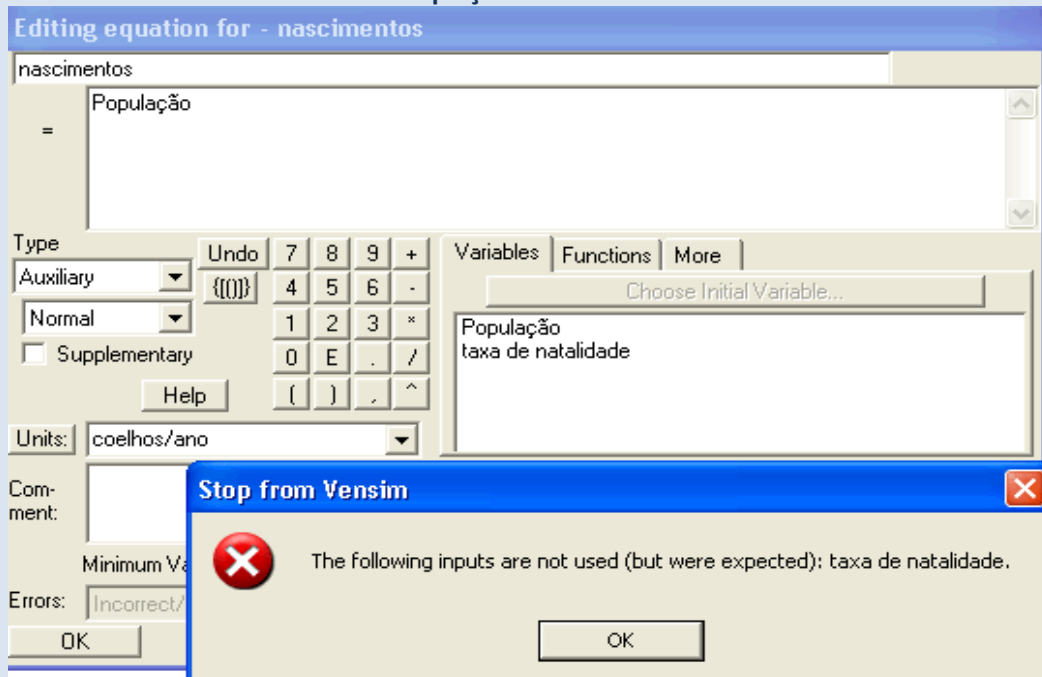 Editing equation for - nascimentos
nascimentos
=
População
Type
Auxiliary
Normal
Supplementary
Help
Undo 7 8 9 +
{[()]} 4 5 6 -
1 2 3 *
0 E . /
( ) , ^
Variables Functions More
Choose Initial Variable...
População
taxa de natalidade
Units: coelhos/ano
Com-
ment:
Minimum
Errors: Incorrect/
OK
Stop from Vensim
The following inputs are not used (but were expected): taxa de natalidade.
OK